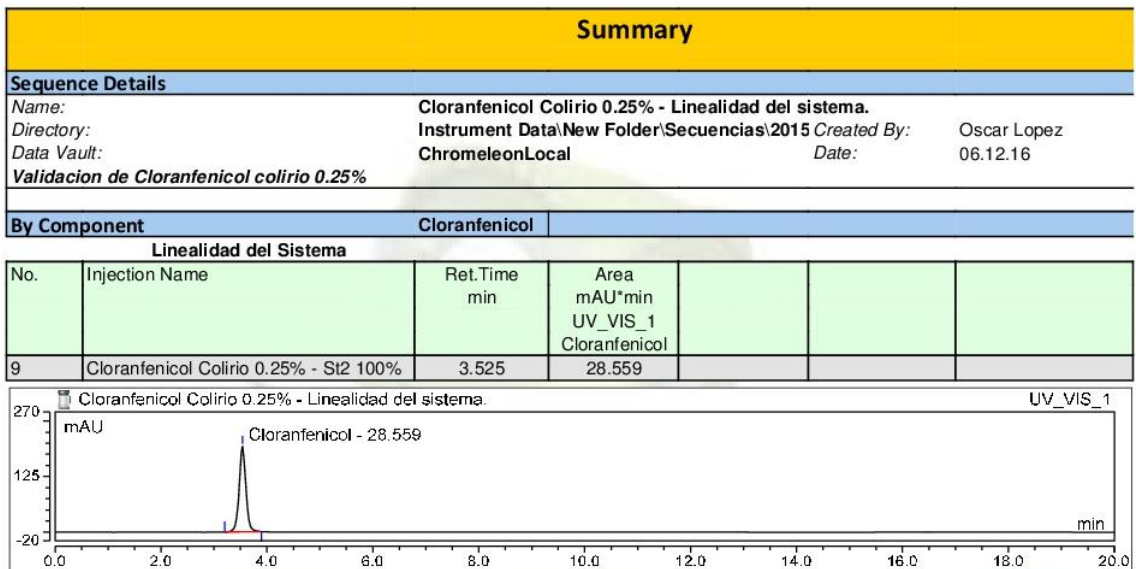 Summary
Sequence Details
Name: Cloranfenicol Colirio 0.25% - Linealidad del sistema.
Directory: Instrument Data\New Folder\Secuencias\2015 Created By: Oscar Lopez
Data Vault: ChromeleonLocal Date: 06.12.16
Validacion de Cloranfenicol colirio 0.25%
By Component Cloranfenicol
Linealidad del Sistema
No. Injection Name Ret.Time Area
min mAU*min
UV_VIS_1
Cloranfenicol
9 Cloranfenicol Colirio 0.25% - St2 100% 3.525 28.559
Cloranfenicol Colirio 0.25% - Linealidad del sistema. UV_VIS_1
270
mAU
Cloranfenicol - 28.559
125
min
-20
0.0 2.0 4.0 6.0 8.0 10.0 12.0 14.0 16.0 18.0 20.0